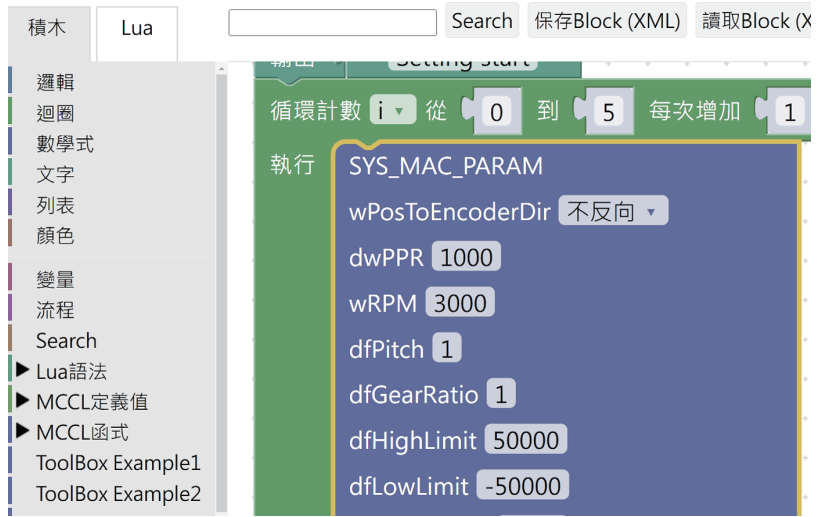 積木
Lua
Search
保存Block (XML)
讀取Block (X
邏輯
迴圈
數學式
文字
列表
顏色
變量
流程
Search
Lua語法
MCCL定義值
MCCL函式
ToolBox Example1
ToolBox Example2
輸出 Setting start
循環計數 i 從 0 到 5 每次增加 1
執行
SYS_MAC_PARAM
wPosToEncoderDir 不反向
dwPPR 1000
wRPM 3000
dfPitch 1
dfGearRatio 1
dfHighLimit 50000
dfLowLimit -50000